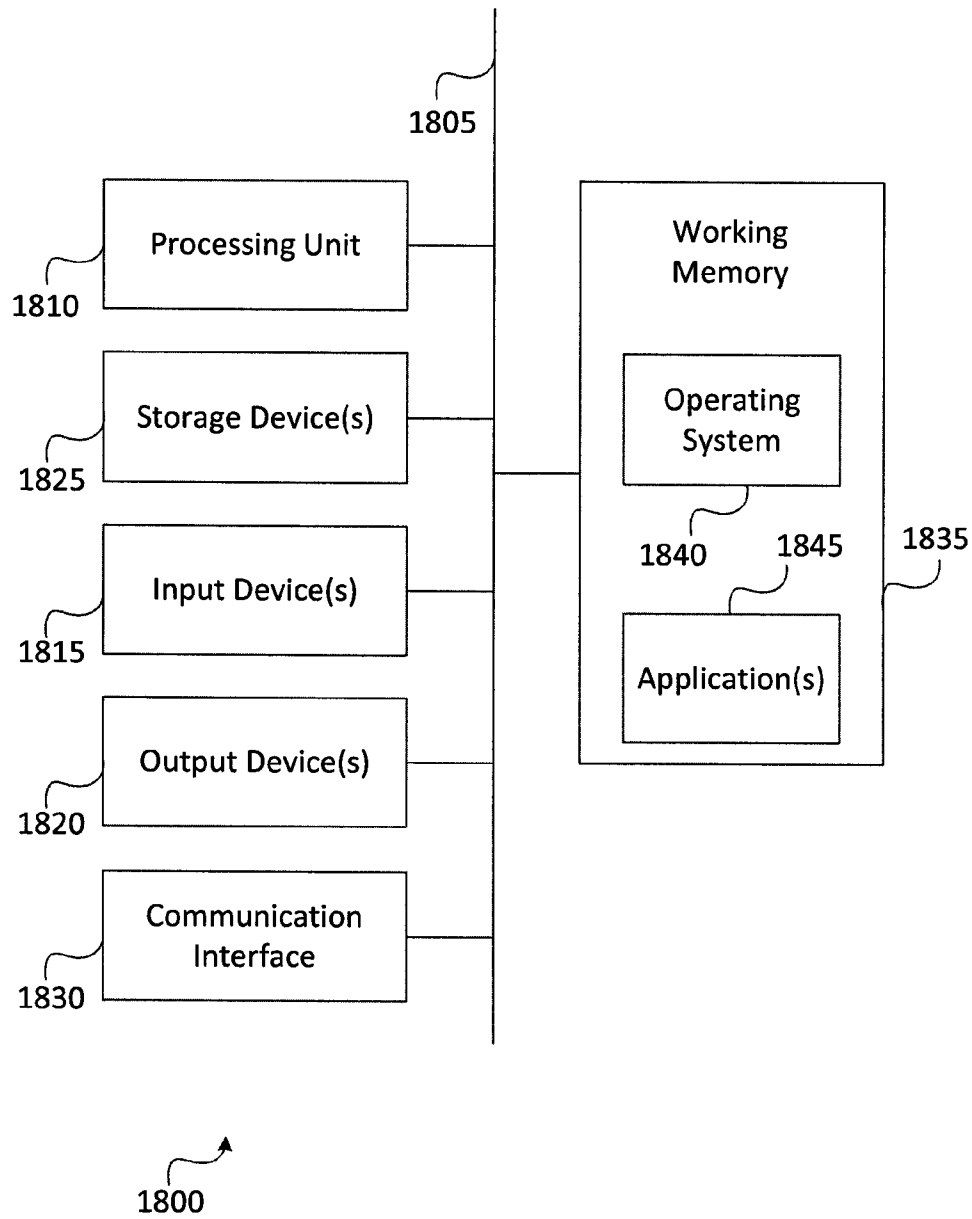 1805
Processing Unit
1810
Storage Device(s)
1825
Input Device(s)
1815
Output Device(s)
1820
Communication
Interface
1830
Working
Memory
Operating
System
1840
1845
1835
Application(s)
1800